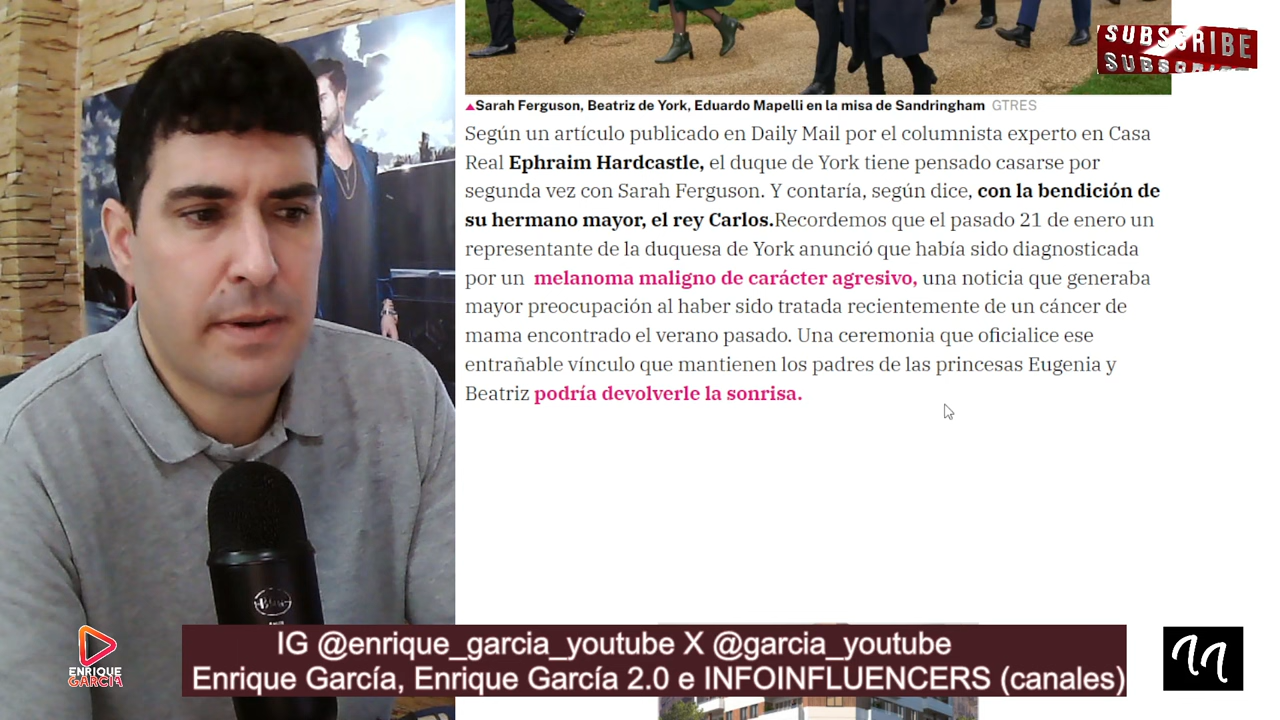 SUBSCRIBE
SUBSCRIBE
Sarah Ferguson, Beatriz de York, Eduardo Mapelli en la misa de Sandringham GTRES
Según un artículo publicado en Daily Mail por el columnista experto en Casa
Real Ephraim Hardcastle, el duque de York tiene pensado casarse por
segunda vez con Sarah Ferguson. Y contaría, según dice, con la bendición de
su hermano mayor, el rey Carlos.Recordemos que el pasado 21 de enero un
representante de la duquesa de York anunció que había sido diagnosticada
por un melanoma maligno de carácter agresivo, una noticia que generaba
mayor preocupación al haber sido tratada recientemente de un cáncer de
mama encontrado el verano pasado. Una ceremonia que oficialice ese
entrañable vínculo que mantienen los padres de las princesas Eugenia y
Beatriz podría devolverle la sonrisa.
Blue
IG @enrique_garcia_youtube X @garcia_youtube
Enrique García, Enrique García 2.0 e INFOINFLUENCERS (canales)
ENRIQUE
GARCÍA